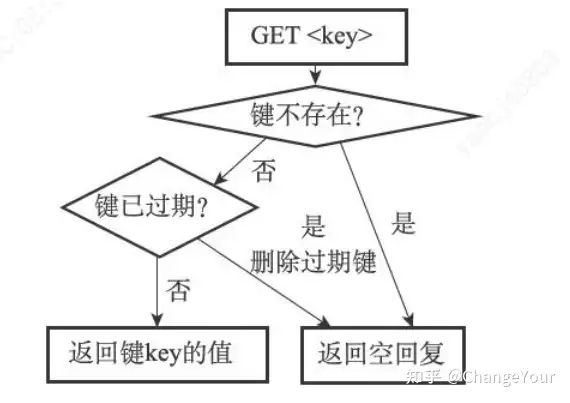 GET <key>
键不存在?
否
键已过期?
是
删除过期键
是
否
返回键key的值
返回空回复
知乎 @ChangeYour